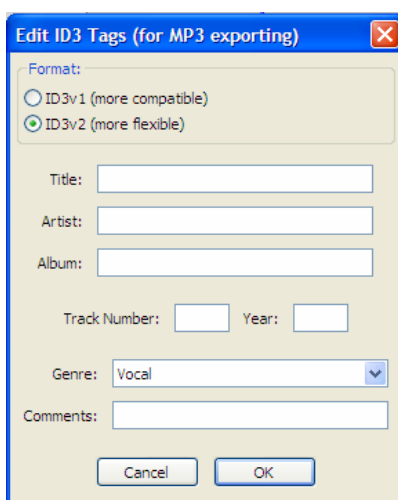 Edit ID3 Tags (for MP3 exporting)
Format:
ID3v1 (more compatible)
ID3v2 (more flexible)
Title:
Artist:
Album:
Track Number: Year:
Genre: Vocal
Comments:
Cancel OK